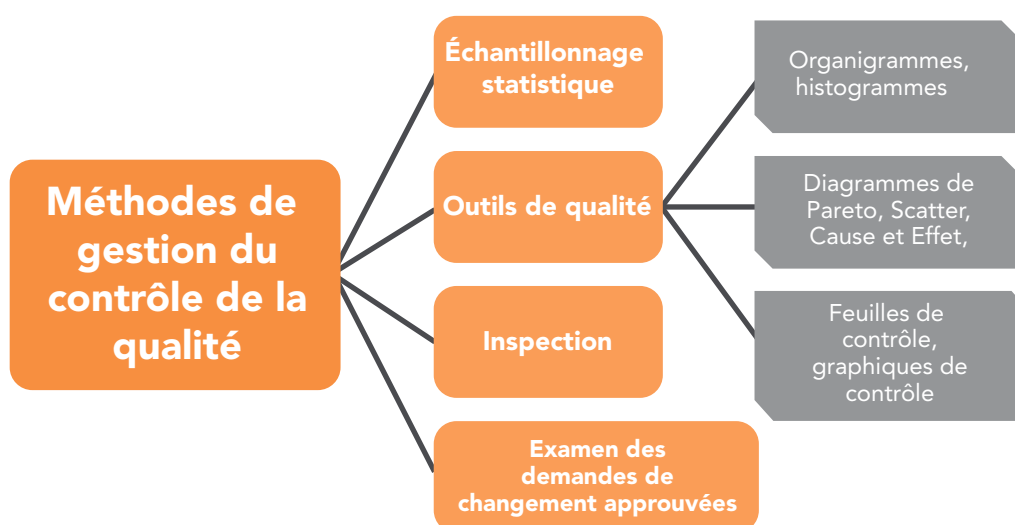 Méthodes de
gestion du
contrôle de la
qualité
Échantillonnage
statistique
Outils de qualité
Inspection
Examen des
demandes de
changement approuvées
Organigrammes,
histogrammes
Diagrammes de
Pareto, Scatter,
Cause et Effet,
Feuilles de
contrôle,
graphiques de
contrôle